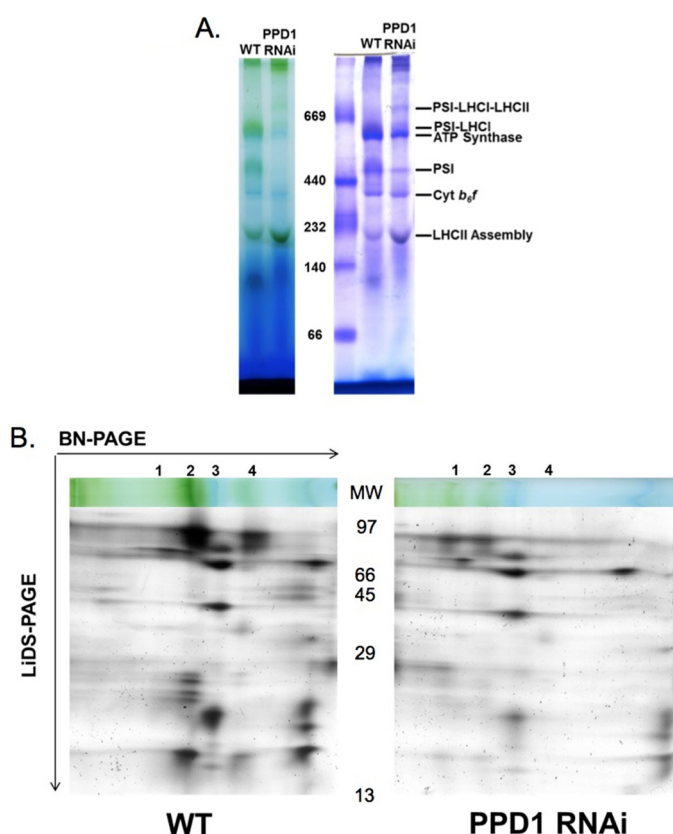 A.
WT PPD1 RNAi
WT PPD1 RNAi
669
440
232
140
66
PSI-LHCI-LHCII
PSI-LHCI
ATP Synthase
PSI
Cyt b6f
LHCII Assembly
B.
BN-PAGE
1 2 3 4
1 2 3 4
LiDS-PAGE
MW
97
66
45
29
13
WT
PPD1 RNAi